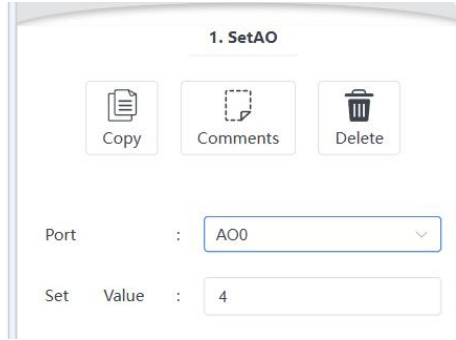 1. SetAO
Copy Comments Delete
Port : AO0
Set Value : 4